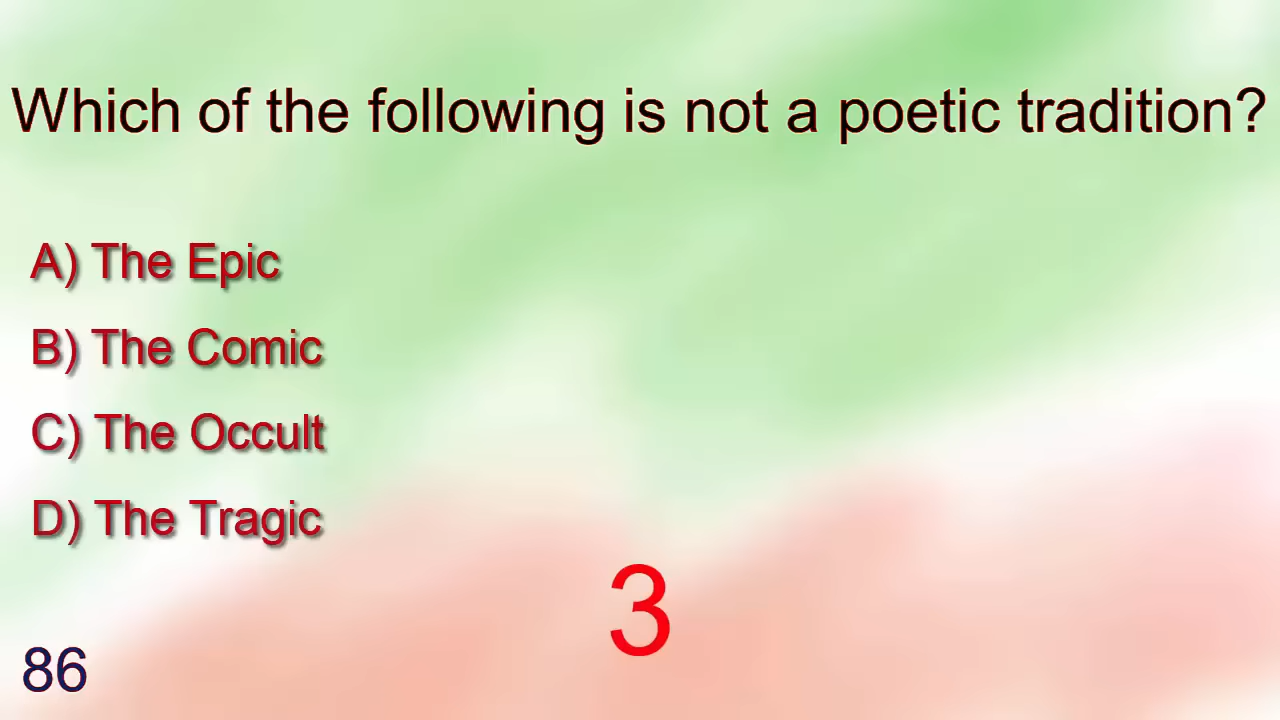 Which of the following is not a poetic tradition?
A) The Epic
B) The Comic
C) The Occult
D) The Tragic
3
86